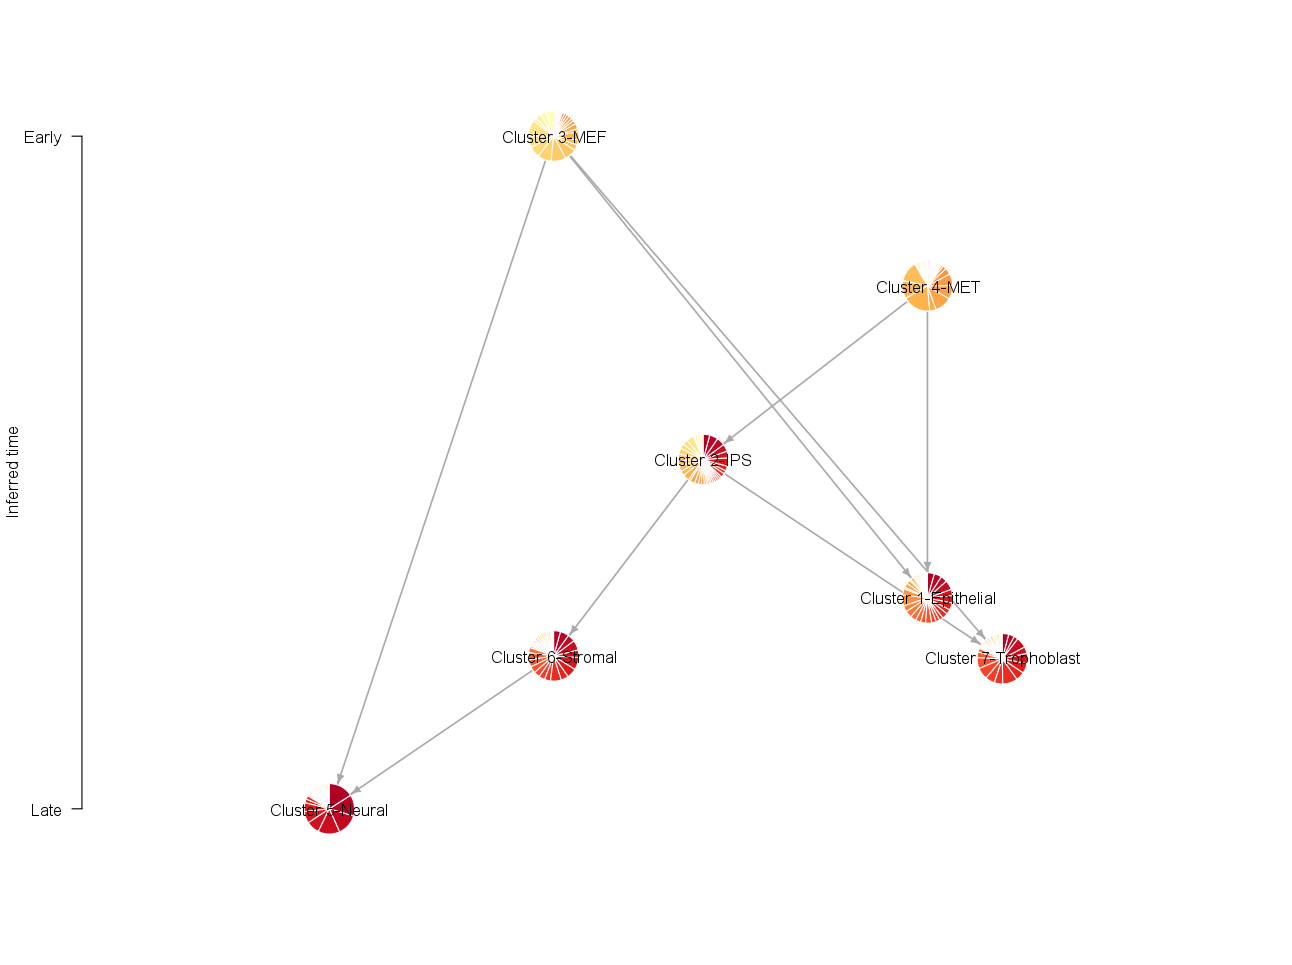 Early
Cluster 3-MEF
Cluster 4-MET
Inferred time
Cluster 2-IPS
Cluster 1-Epithelial
Cluster 6-Stromal
Cluster 7-Trophoblast
Late
Cluster 5-Neural